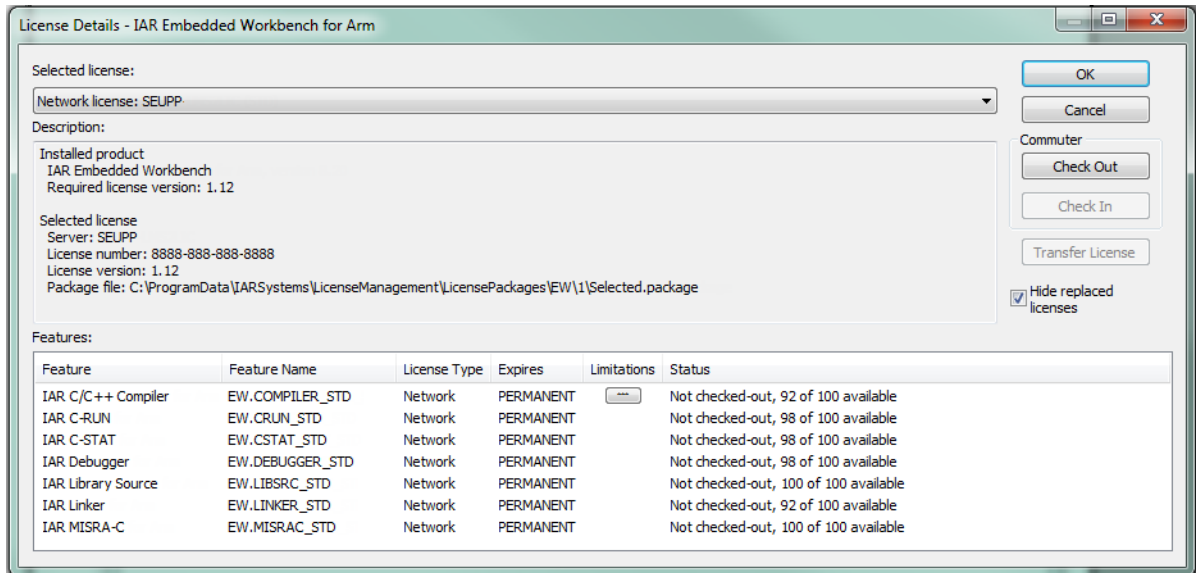 License Details - IAR Embedded Workbench for Arm
Selected license:
Network license: SEUPP
Description:
Installed product
IAR Embedded Workbench
Required license version: 1.12
Selected license
Server: SEUPP
License number: 8888-888-888-8888
License version: 1.12
Package file: C:\ProgramData\IARSystems\LicenseManagement\LicensePackages\EW\1\Selected.package
OK
Cancel
Commuter
Check Out
Check In
Transfer License
Hide replaced
licenses
Features:
Feature Feature Name License Type Expires Limitations Status
IAR C/C++ Compiler EW.COMPILER_STD Network PERMANENT ... Not checked-out, 92 of 100 available
IAR C-RUN EW.CRUN_STD Network PERMANENT Not checked-out, 98 of 100 available
IAR C-STAT EW.CSTAT_STD Network PERMANENT Not checked-out, 98 of 100 available
IAR Debugger EW.DEBUGGER_STD Network PERMANENT Not checked-out, 98 of 100 available
IAR Library Source EW.LIBSRC_STD Network PERMANENT Not checked-out, 100 of 100 available
IAR Linker EW.LINKER_STD Network PERMANENT Not checked-out, 92 of 100 available
IAR MISRA-C EW.MISRAC_STD Network PERMANENT Not checked-out, 100 of 100 available